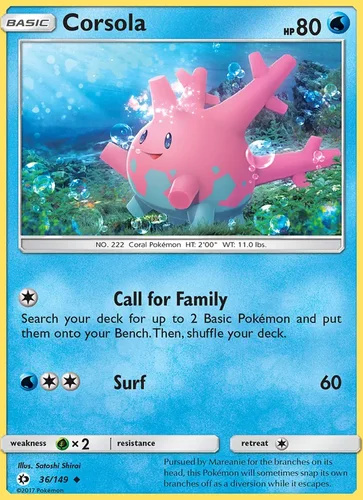 BASIC Corsola HP 80
NO. 222 Coral Pokémon HT: 2'00" WT: 11.0 lbs.
Call for Family
Search your deck for up to 2 Basic Pokémon and put
them onto your Bench. Then, shuffle your deck.
Surf 60
weakness ×2 resistance retreat
Illus. Satoshi Shirai
36/149
©2017 Pokémon
Pursued by Mareanie for the branches on its
head, this Pokémon will sometimes snap its own
branches off as a diversion while it escapes.